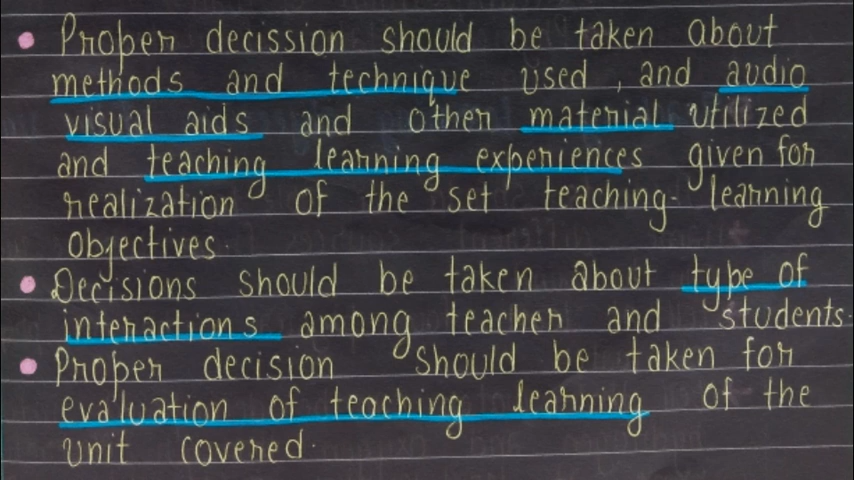 • Proper decission should be taken about
methods and technique used, and audio
visual aids and other material utilized
and teaching learning experiences given for
realization of the set teaching- learning
objectives.
• Decisions should be taken about type of
interactions among teacher and students.
• Proper decision should be taken for
evaluation of teaching learning of the
unit covered.